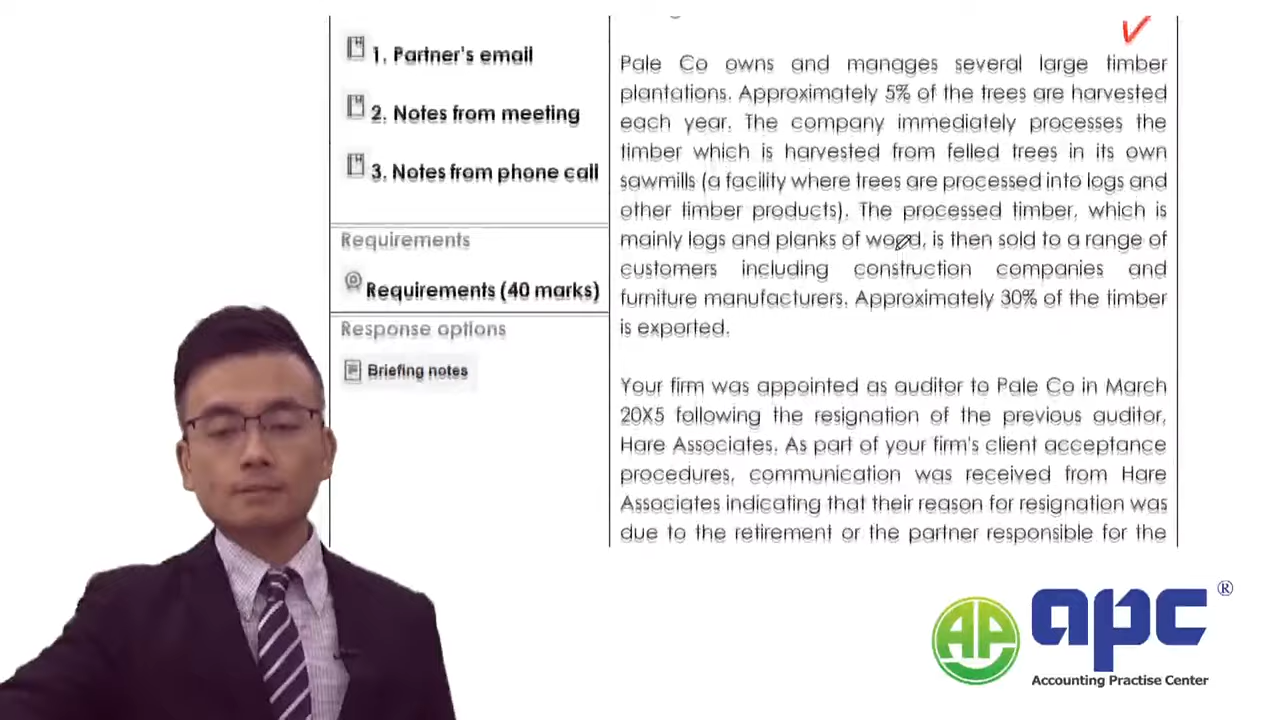 1. Partner's email
2. Notes from meeting
3. Notes from phone call
Requirements
Requirements (40 marks)
Response options
Briefing notes
Pale Co owns and manages several large timber
plantations. Approximately 5% of the trees are harvested
each year. The company immediately processes the
timber which is harvested from felled trees in its own
sawmills (a facility where trees are processed into logs and
other timber products). The processed timber, which is
mainly logs and planks of wood, is then sold to a range of
customers including construction companies and
furniture manufacturers. Approximately 30% of the timber
is exported.
Your firm was appointed as auditor to Pale Co in March
20X5 following the resignation of the previous auditor,
Hare Associates. As part of your firm's client acceptance
procedures, communication was received from Hare
Associates indicating that their reason for resignation was
due to the retirement or the partner responsible for the
AP
apc®
Accounting Practise Center